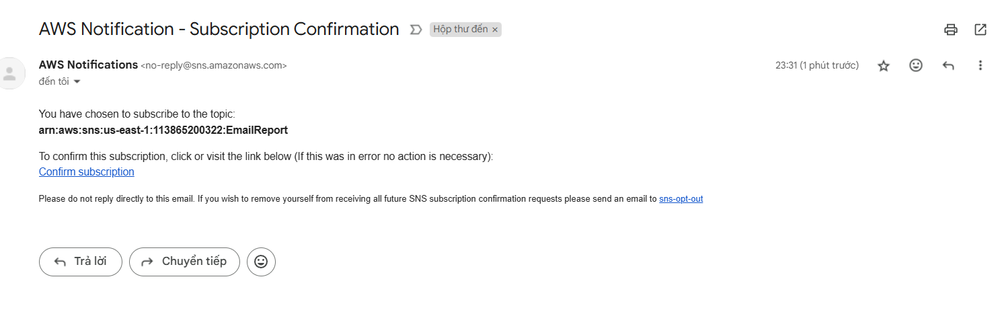 AWS Notification - Subscription Confirmation Hộp thư đến ×
AWS Notifications <no-reply@sns.amazonaws.com> 23:31 (1 phút trước)
đến tôi
You have chosen to subscribe to the topic:
arn:aws:sns:us-east-1:113865200322:EmailReport
To confirm this subscription, click or visit the link below (If this was in error no action is necessary):
Confirm subscription
Please do not reply directly to this email. If you wish to remove yourself from receiving all future SNS subscription confirmation requests please send an email to sns-opt-out
Trả lời Chuyển tiếp